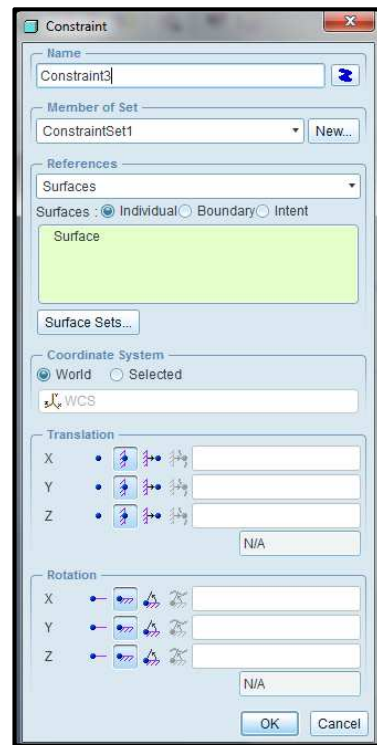 Constraint
Name
Constraint3
Member of Set
ConstraintSet1 New...
References
Surfaces
Surfaces : Individual Boundary Intent
Surface
Surface Sets...
Coordinate System
World Selected
WCS
Translation
X
Y
Z
N/A
Rotation
X
Y
Z
N/A
OK Cancel